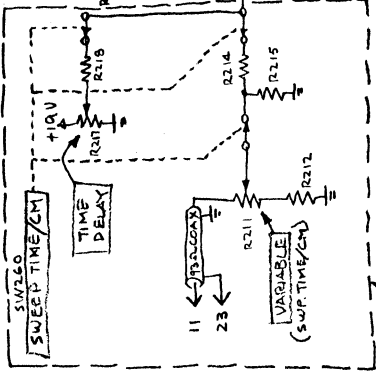 R218
R214
R215
+19V
R217
TIME
DELAY
SW260
SWEEP TIME/CM
R212
R211
93Ω COAX
11
23
VARIABLE
(SWP. TIME/CM)